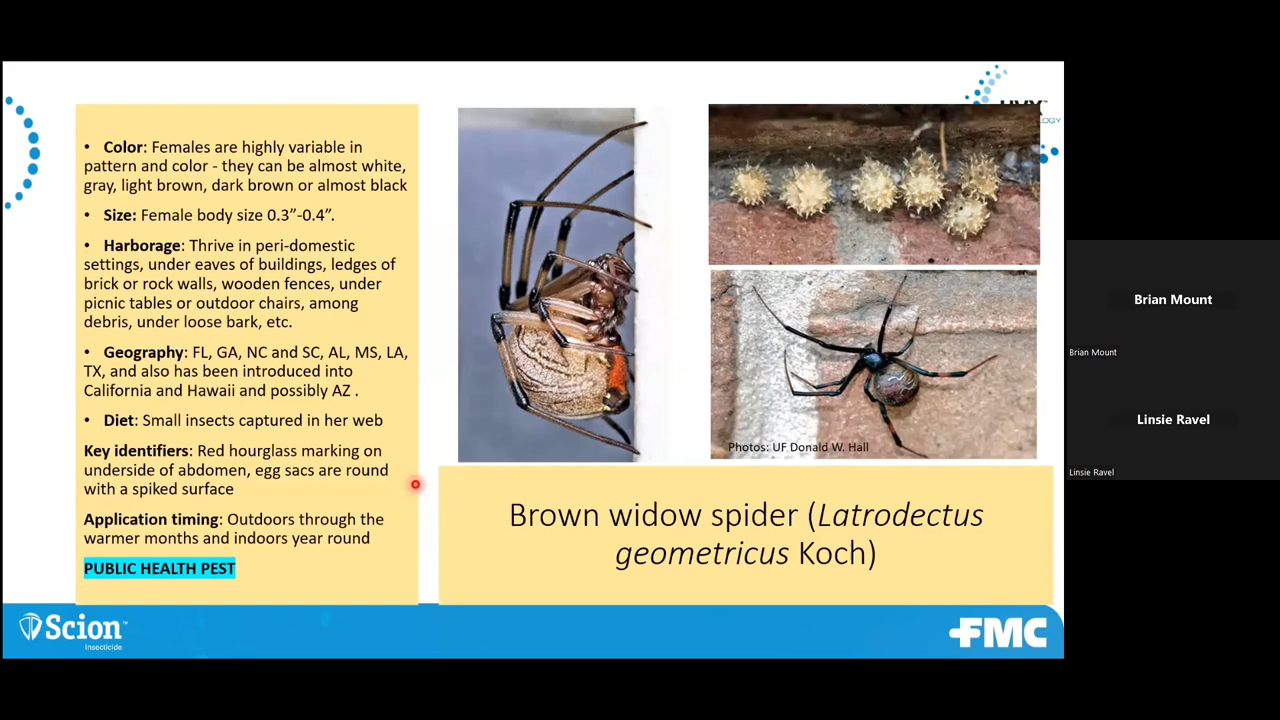 • Color: Females are highly variable in
pattern and color - they can be almost white,
gray, light brown, dark brown or almost black
• Size: Female body size 0.3”-0.4”.
• Harborage: Thrive in peri-domestic
settings, under eaves of buildings, ledges of
brick or rock walls, wooden fences, under
picnic tables or outdoor chairs, among
debris, under loose bark, etc.
• Geography: FL, GA, NC and SC, AL, MS, LA,
TX, and also has been introduced into
California and Hawaii and possibly AZ .
• Diet: Small insects captured in her web
Key identifiers: Red hourglass marking on
underside of abdomen, egg sacs are round
with a spiked surface
Application timing: Outdoors through the
warmer months and indoors year round
PUBLIC HEALTH PEST
Photos: UF Donald W. Hall
Brown widow spider (Latrodectus
geometricus Koch)
Scion™
Insecticide
FMC
Brian Mount
Brian Mount
Linsie Ravel
Linsie Ravel